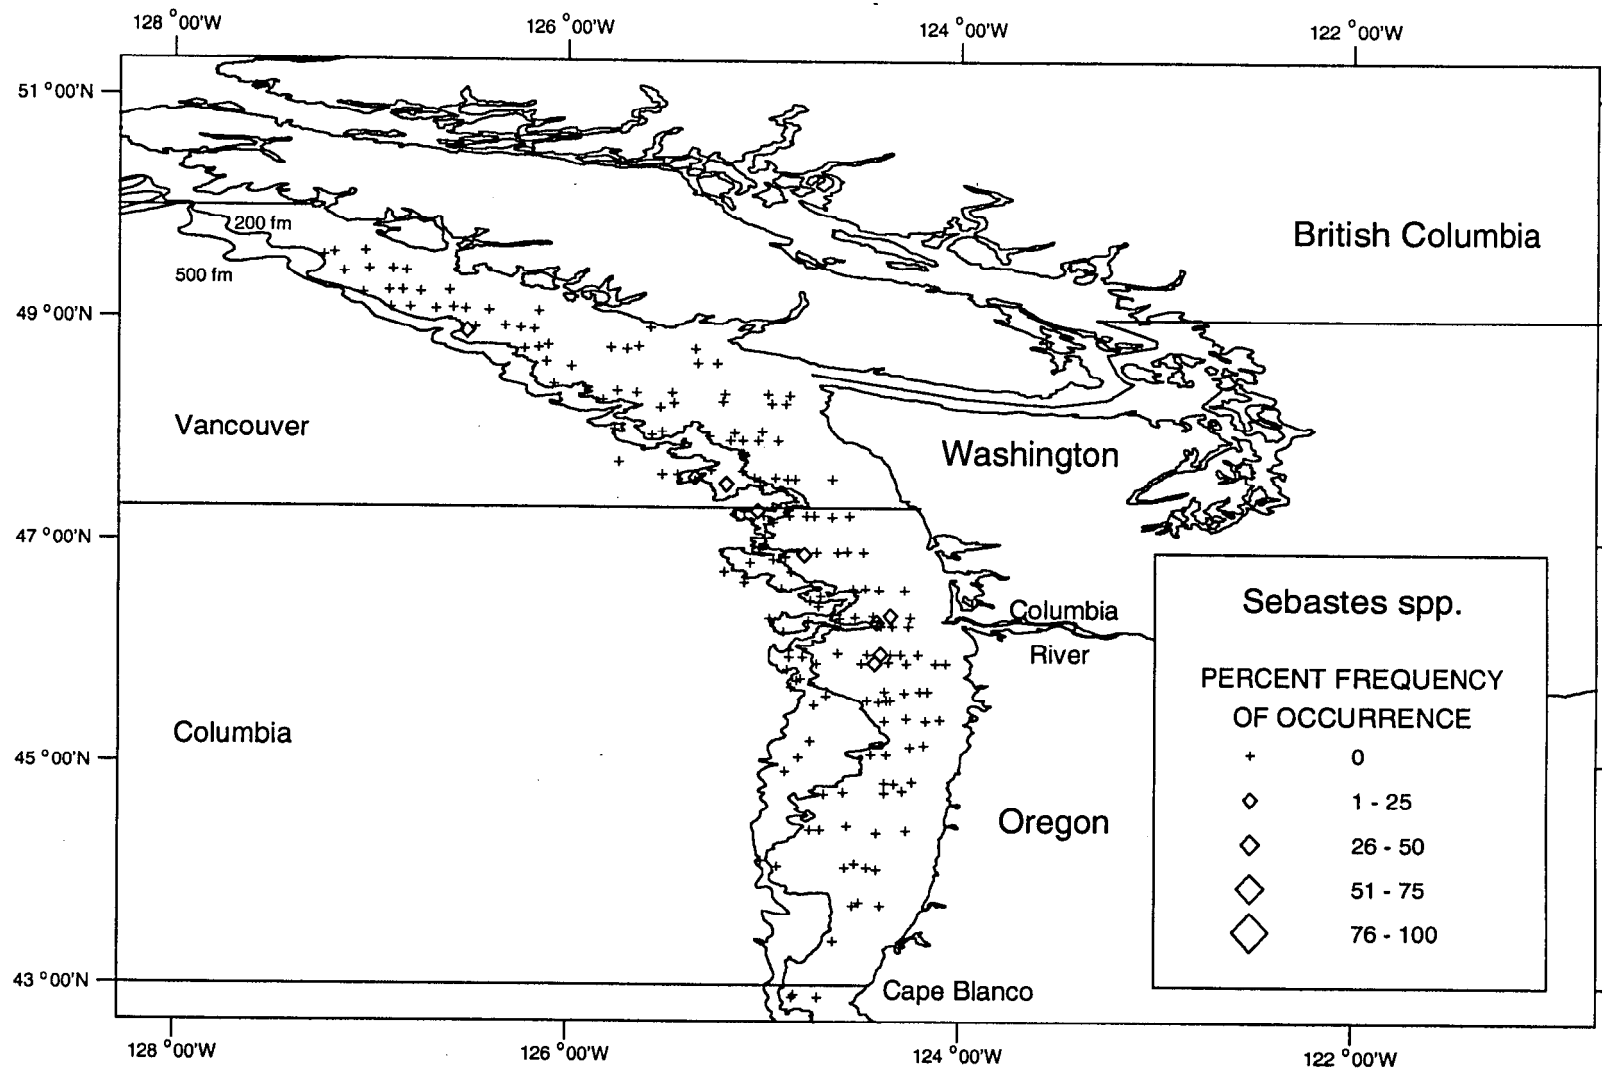 128 °00'W
126 °00'W
124 °00'W
122 °00'W
51 °00'N
British Columbia
200 fm
500 fm
49 °00'N
Vancouver
Washington
47 °00'N
Columbia
River
Sebastes spp.
PERCENT FREQUENCY
OF OCCURRENCE
0
1 - 25
26 - 50
51 - 75
76 - 100
Columbia
45 °00'N
Oregon
43 °00'N
Cape Blanco
128 °00'W
126 °00'W
124 °00'W
122 °00'W